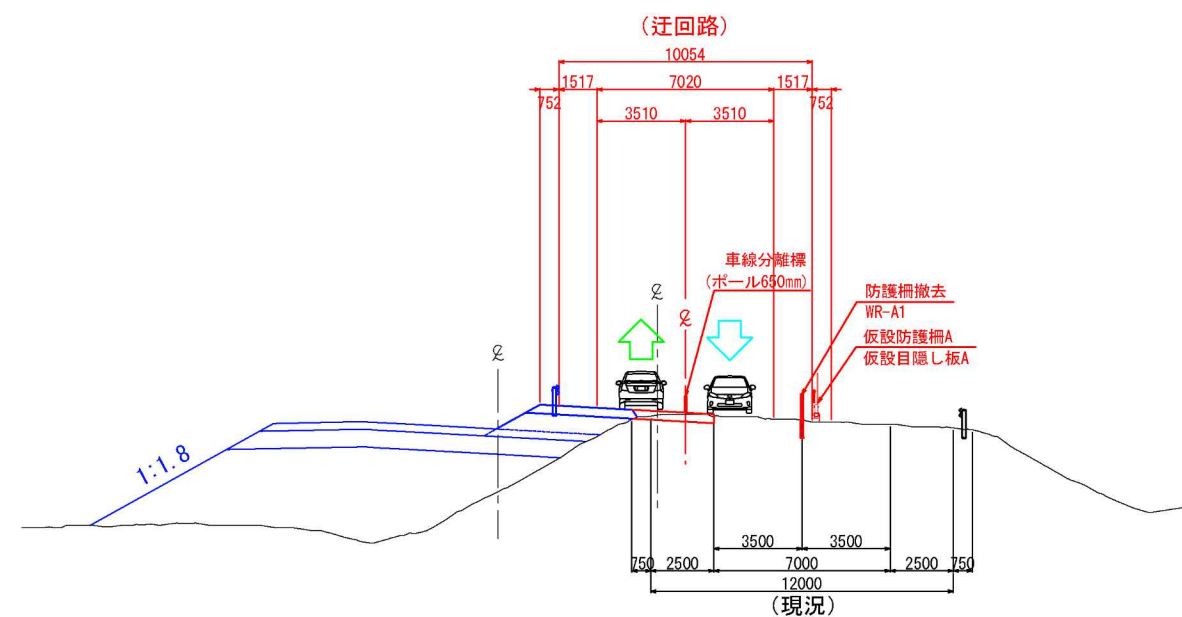 (迂回路)
10054
1517
7020
1517
752
752
3510
3510
車線分離標
(ポール650mm)
防護柵撤去
WR-A1
仮設防護柵A
仮設目隠し板A
℄
℄
℄
1:1.8
3500
3500
750
2500
7000
2500
750
12000
(現況)